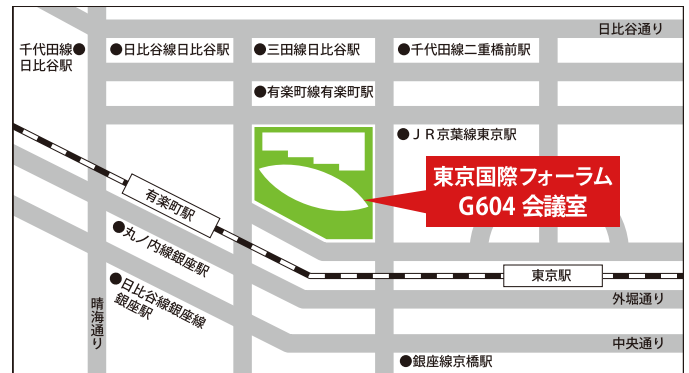 日比谷通り
千代田線●
日比谷駅
●日比谷線日比谷駅
●三田線日比谷駅
●千代田線二重橋前駅
●有楽町線有楽町駅
●ＪＲ京葉線東京駅
東京国際フォーラム
G604 会議室
有楽町駅
●丸ノ内線銀座駅
東京駅
●日比谷線銀座線
銀座駅
晴海通り
外堀通り
中央通り
●銀座線京橋駅